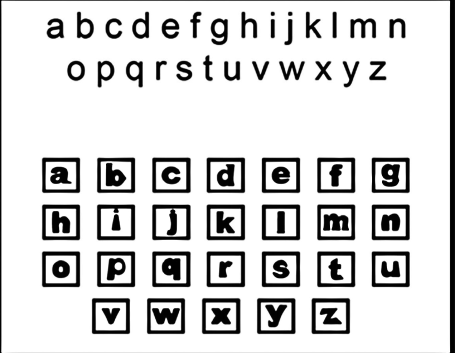 a b c d e f g h i j k l m n
o p q r s t u v w x y z
a b c d e f g
h i j k l m n
o p q r s t u
v w x y z